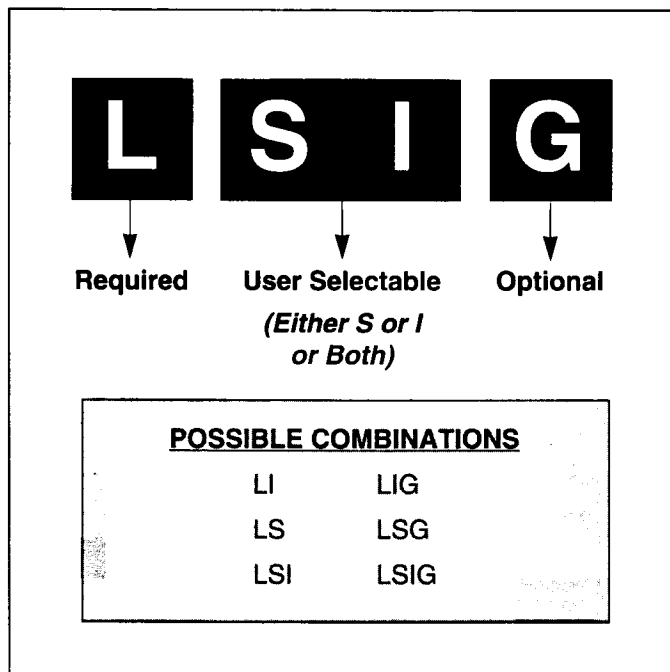 L S I G
Required User Selectable Optional
(Either S or I
or Both)
POSSIBLE COMBINATIONS
LI LIG
LS LSG
LSI LSIG